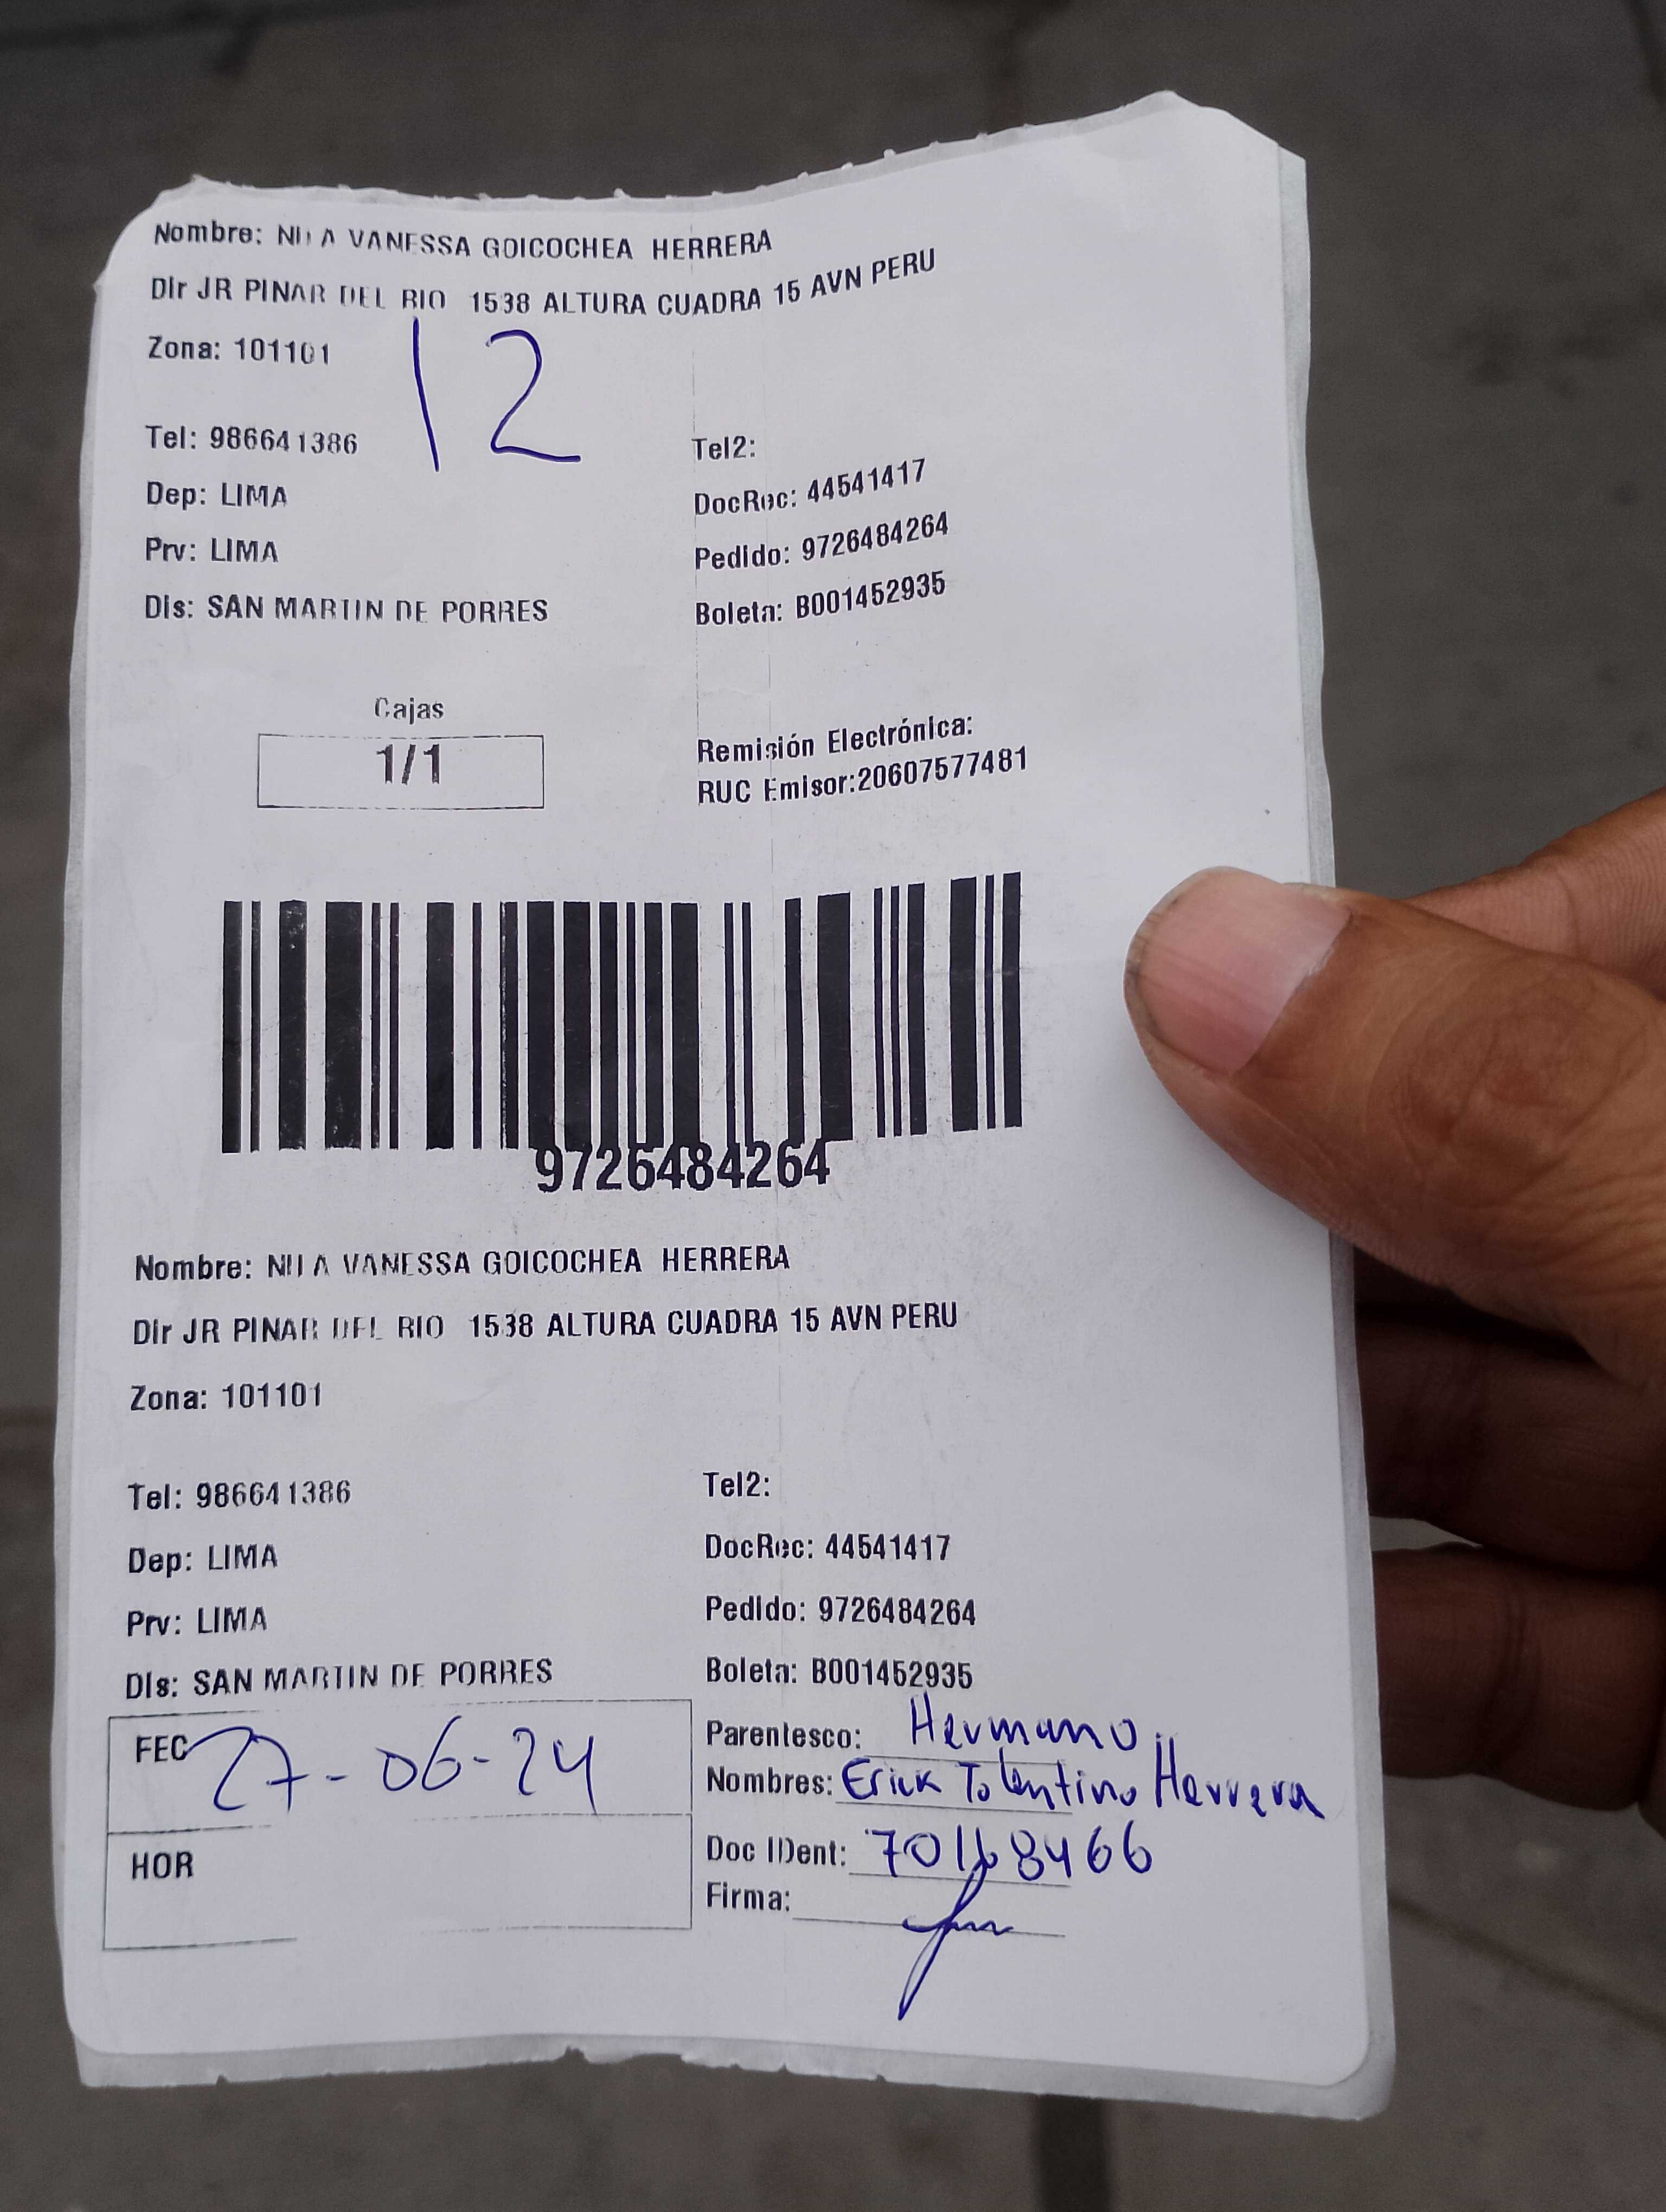 Nombre: VANESSA GOICOCHEA HERRERA
Dir JR PINAR DEL RIO 1538 ALTURA CUADRA 15 AVN PERU
Zona: 101101
12
Tel: 986641386 Tel2:
Dep: LIMA DocRec: 44541417
Prv: LIMA Pedido: 9726484264
Dis: SAN MARTIN DE PORRES Boleta: B001452935
Cajas
1/1
Remisión Electrónica:
RUC Emisor:20607577481
9726484264
Nombre: VANESSA GOICOCHEA HERRERA
Dir JR PINAR DEL RIO 1538 ALTURA CUADRA 15 AVN PERU
Zona: 101101
Tel: 986641386 Tel2:
Dep: LIMA DocRec: 44541417
Prv: LIMA Pedido: 9726484264
Dis: SAN MARTIN DE PORRES Boleta: B001452935
FEC 27-06-24
HOR
Parentesco: Hermano
Nombres: Erick Tolentino Herrera
Doc IDent:
Firma: